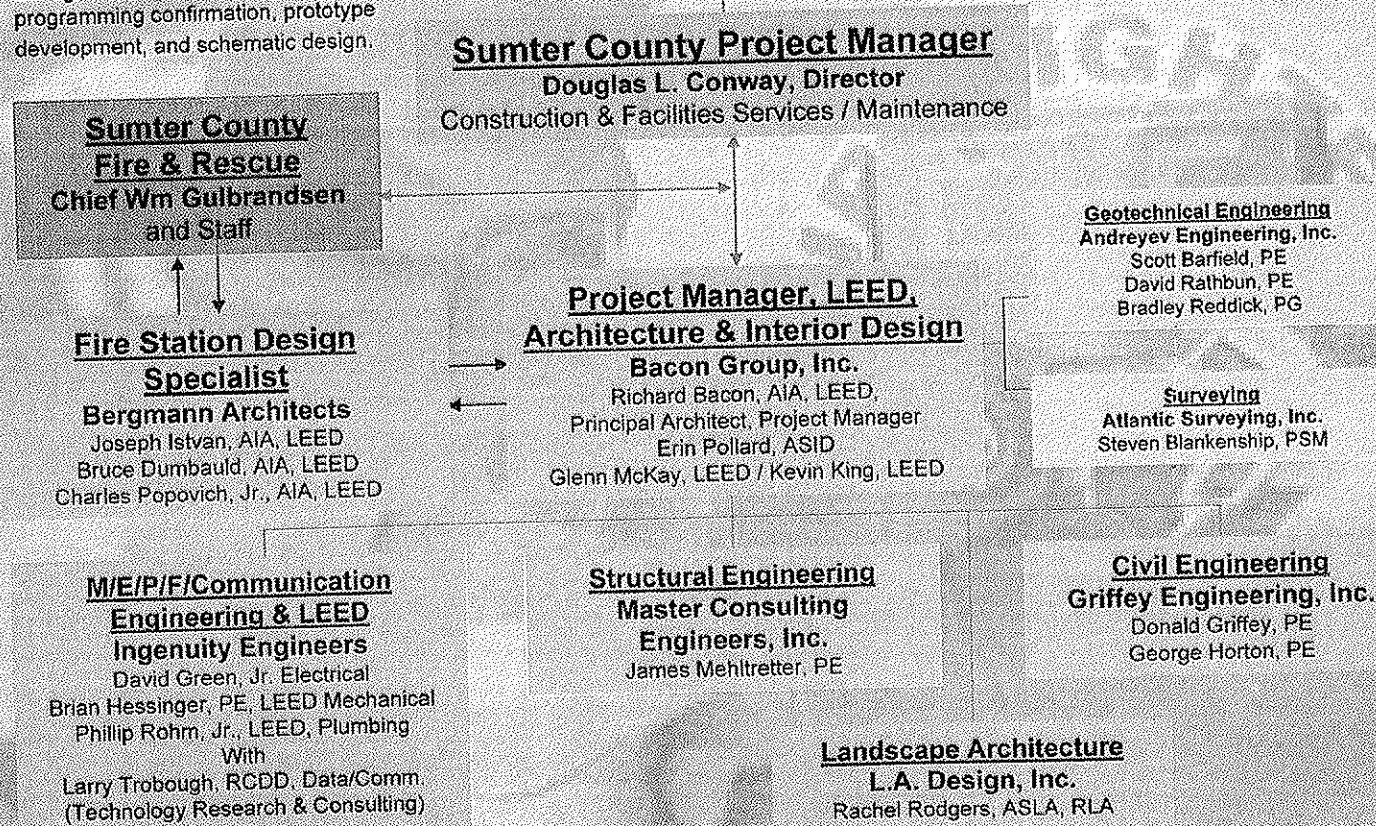 programming confirmation, prototype
development, and schematic design.
Sumter County Project Manager
Douglas L. Conway, Director
Construction & Facilities Services / Maintenance
Sumter County
Fire & Rescue
Chief Wm Gulbrandsen
and Staff
Geotechnical Engineering
Andreyev Engineering, Inc.
Scott Barfield, PE
David Rathbun, PE
Bradley Reddick, PG
Project Manager, LEED,
Architecture & Interior Design
Bacon Group, Inc.
Richard Bacon, AIA, LEED,
Principal Architect, Project Manager
Erin Pollard, ASID
Glenn McKay, LEED / Kevin King, LEED
Fire Station Design
Specialist
Bergmann Architects
Joseph Istvan, AIA, LEED
Bruce Dumbauld, AIA, LEED
Charles Popovich, Jr., AIA, LEED
Surveying
Atlantic Surveying, Inc.
Steven Blankenship, PSM
M/E/P/F/Communication
Engineering & LEED
Ingenuity Engineers
David Green, Jr. Electrical
Brian Hessinger, PE, LEED Mechanical
Phillip Rohm, Jr., LEED, Plumbing
With
Larry Trobough, RCDD, Data/Comm.
(Technology Research & Consulting)
Structural Engineering
Master Consulting
Engineers, Inc.
James Mehltretter, PE
Civil Engineering
Griffey Engineering, Inc.
Donald Griffey, PE
George Horton, PE
Landscape Architecture
L.A. Design, Inc.
Rachel Rodgers, ASLA, RLA